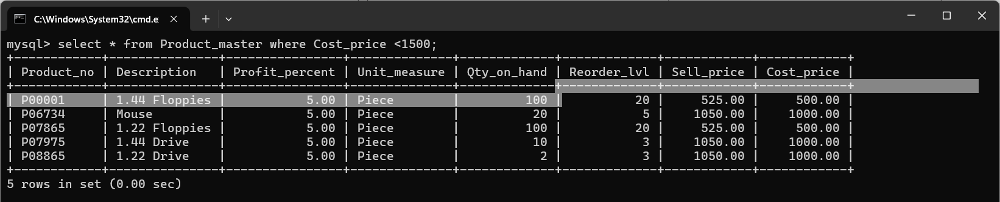 C:\Windows\System32\cmd.e
mysql> select * from Product_master where Cost_price <1500;
+------------+---------------+----------------+--------------+-------------+-------------+------------+------------+
| Product_no | Description   | Profit_percent | Unit_measure | Qty_on_hand | Reorder_lvl | Sell_price | Cost_price |
+------------+---------------+----------------+--------------+-------------+-------------+------------+------------+
| P00001     | 1.44 Floppies |           5.00 | Piece        |         100 |          20 |     525.00 |     500.00 |
| P06734     | Mouse         |           5.00 | Piece        |          20 |           5 |    1050.00 |    1000.00 |
| P07865     | 1.22 Floppies |           5.00 | Piece        |         100 |          20 |     525.00 |     500.00 |
| P07975     | 1.44 Drive    |           5.00 | Piece        |          10 |           3 |    1050.00 |    1000.00 |
| P08865     | 1.22 Drive    |           5.00 | Piece        |           2 |           3 |    1050.00 |    1000.00 |
+------------+---------------+----------------+--------------+-------------+-------------+------------+------------+
5 rows in set (0.00 sec)